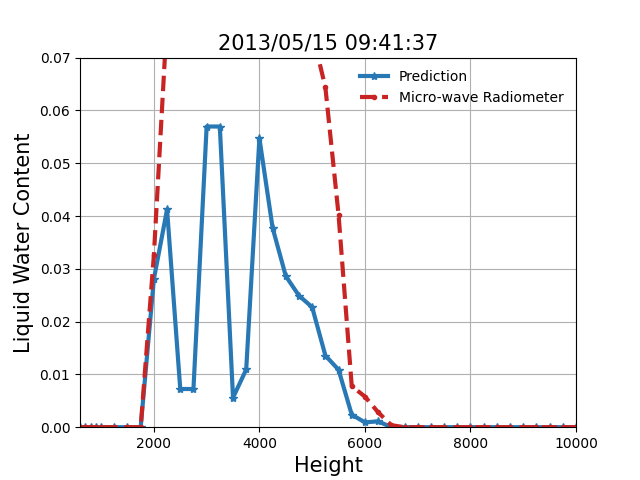 2013/05/15 09:41:37
Prediction
Micro-wave Radiometer
Liquid Water Content
0.07
0.06
0.05
0.04
0.03
0.02
0.01
0.00
2000 4000 6000 8000 10000
Height